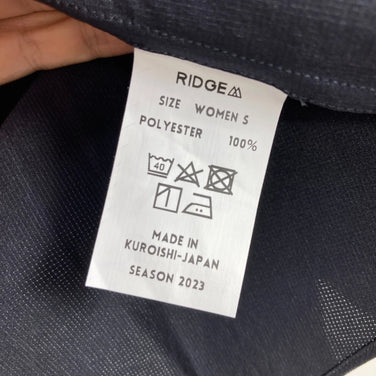 RIDGE
SIZE WOMEN S
POLYESTER 100%
40
MADE IN
KUROISHI-JAPAN
SEASON 2023